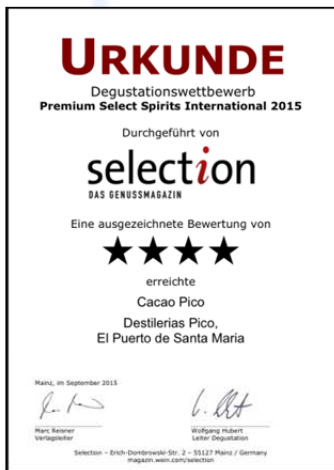 URKUNDE
Degustationswettbewerb
Premium Select Spirits International 2015
Durchgeführt von
selection
DAS GENUSSMAGAZIN
Eine ausgezeichnete Bewertung von
★★★★
erreichte
Cacao Pico
Destilerias Pico,
El Puerto de Santa Maria
Mainz, im September 2015
Marc Reisner
Verlagsleiter
Wolfgang Hubert
Leiter Degustation
Selection – Erich-Dombrowski-Str. 2 – 55127 Mainz / Germany
magazin.wein.com/selection